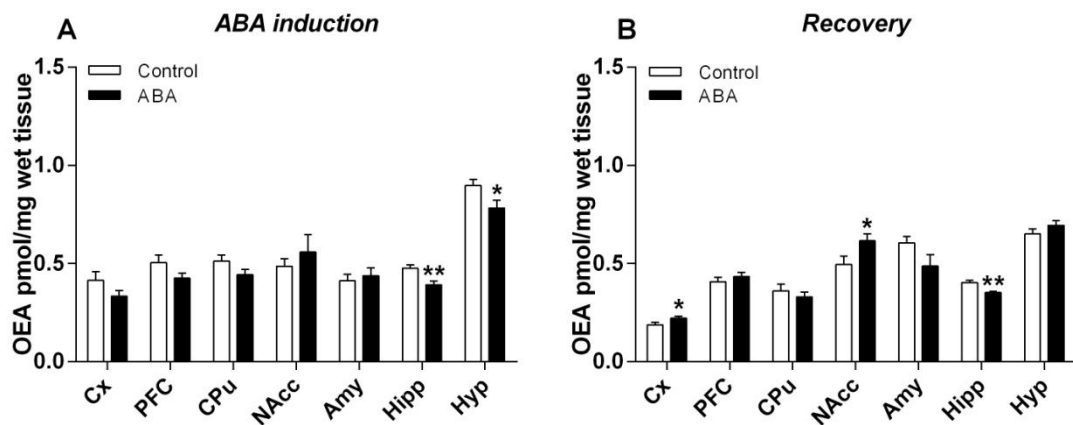 A
ABA induction
OEA pmol/mg wet tissue
1.5
1.0
0.5
0.0
Control
ABA
**
*
Cx
PFC
CPu
NAcc
Amy
Hipp
Hyp
B
Recovery
OEA pmol/mg wet tissue
1.5
1.0
0.5
0.0
Control
ABA
*
*
**
Cx
PFC
CPu
NAcc
Amy
Hipp
Hyp